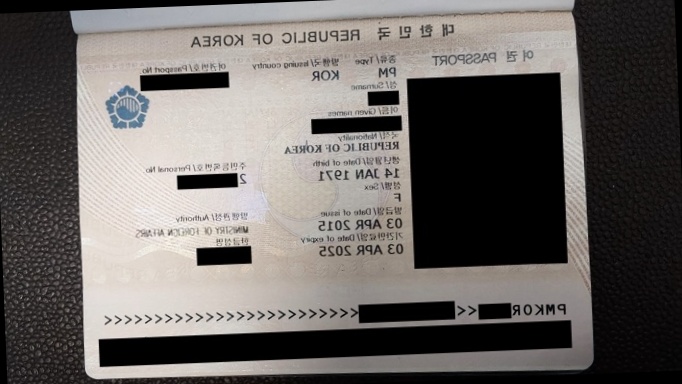 대한민국 REPUBLIC OF KOREA
여권 PASSPORT
종류/Type 발행국/Issuing country 여권번호/Passport No
PM KOR
성/Surname
이름/Given names
국적/Nationality
REPUBLIC OF KOREA
생년월일/Date of birth 주민등록번호/Personal No
14 JAN 1971 2
성별/Sex
F
발급일/Date of issue 발행관청/Authority
03 APR 2015 MINISTRY OF FOREIGN AFFAIRS
기간만료일/Date of expiry 한글성명
03 APR 2025
PMKOR <<<<<<<<<<<<<<<<<<<<<<<<<<<